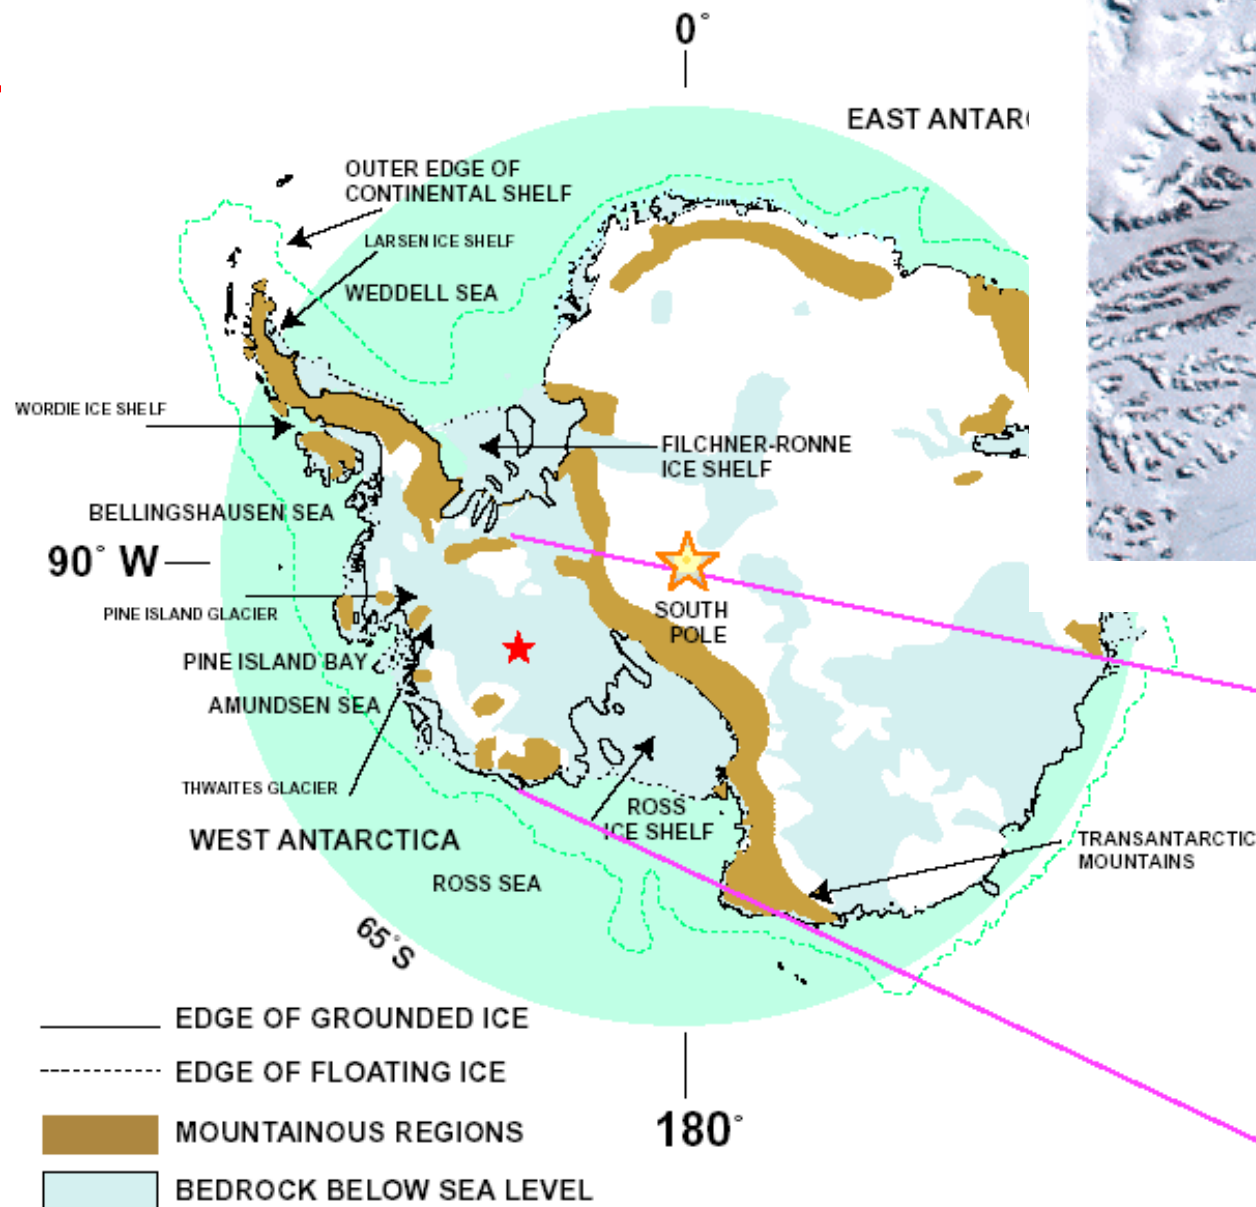 0°
EAST ANTAR
OUTER EDGE OF
CONTINENTAL SHELF
LARSEN ICE SHELF
WEDDELL SEA
WORDIE ICE SHELF
FILCHNER-RONNE
ICE SHELF
BELLINGSHAUSEN SEA
90° W
PINE ISLAND GLACIER
SOUTH
POLE
PINE ISLAND BAY
AMUNDSEN SEA
THWAITES GLACIER
ROSS
ICE SHELF
WEST ANTARCTICA
TRANSANTARCTIC
MOUNTAINS
ROSS SEA
65°S
EDGE OF GROUNDED ICE
EDGE OF FLOATING ICE
180°
MOUNTAINOUS REGIONS
BEDROCK BELOW SEA LEVEL